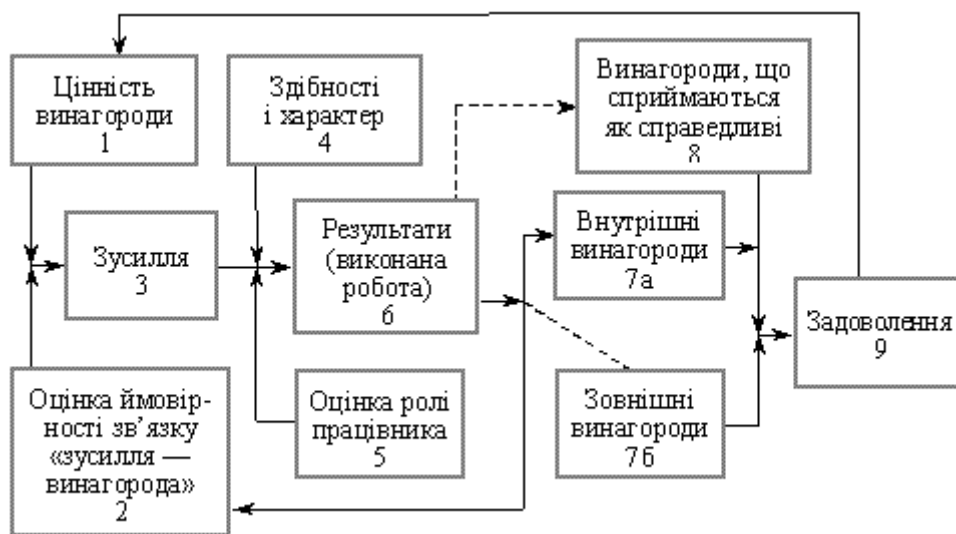 Цінність
винагороди
1
Здібності
і характер
4
Винагороди, що
сприймаються
як справедливі
8
Зусилля
3
Результати
(виконана
робота)
6
Внутрішні
винагороди
7а
Задоволення
9
Оцінка ймовір-
ності зв’язку
«зусилля —
винагорода»
2
Оцінка ролі
працівника
5
Зовнішні
винагороди
7б